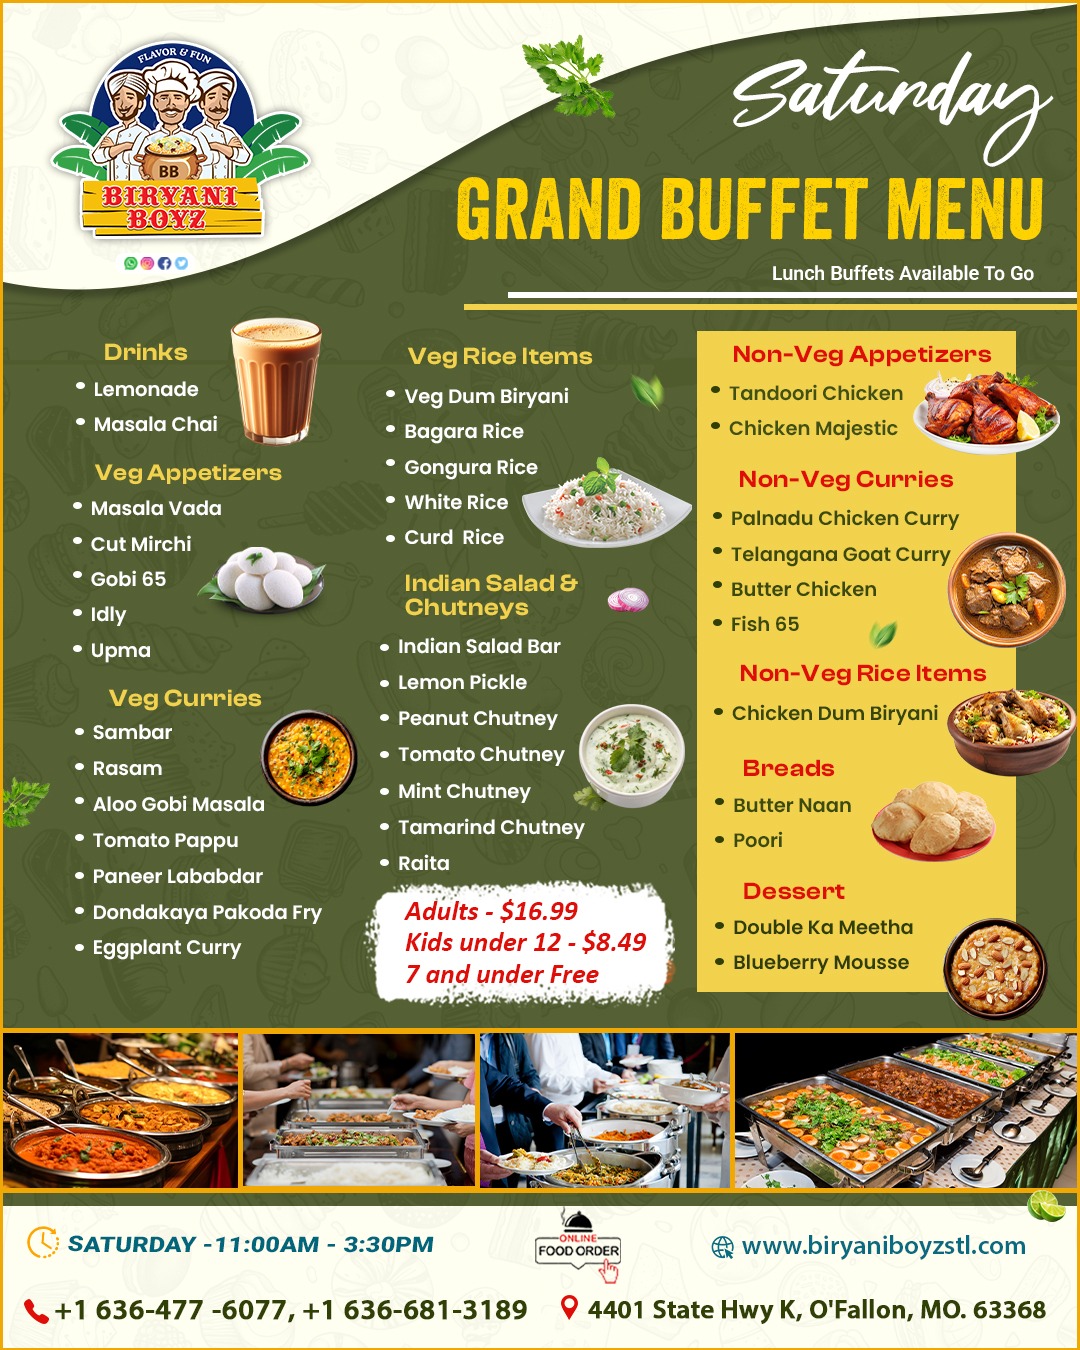 FLAVOR & FUN
BB
BIRYANI
BOYZ
Saturday
GRAND BUFFET MENU
Lunch Buffets Available To Go
Drinks
• Lemonade
• Masala Chai
Veg Appetizers
• Masala Vada
• Cut Mirchi
• Gobi 65
• Idly
• Upma
Veg Curries
• Sambar
• Rasam
• Aloo Gobi Masala
• Tomato Pappu
• Paneer Lababdar
• Dondakaya Pakoda Fry
• Eggplant Curry
Veg Rice Items
• Veg Dum Biryani
• Bagara Rice
• Gongura Rice
• White Rice
• Curd Rice
Indian Salad &
Chutneys
• Indian Salad Bar
• Lemon Pickle
• Peanut Chutney
• Tomato Chutney
• Mint Chutney
• Tamarind Chutney
• Raita
Adults - $16.99
Kids under 12 - $8.49
7 and under Free
Non-Veg Appetizers
• Tandoori Chicken
• Chicken Majestic
Non-Veg Curries
• Palnadu Chicken Curry
• Telangana Goat Curry
• Butter Chicken
• Fish 65
Non-Veg Rice Items
• Chicken Dum Biryani
Breads
• Butter Naan
• Poori
Dessert
• Double Ka Meetha
• Blueberry Mousse
SATURDAY -11:00AM - 3:30PM
ONLINE
FOOD ORDER
www.biryaniboyzstl.com
+1 636-477 -6077, +1 636-681-3189
4401 State Hwy K, O'Fallon, MO. 63368